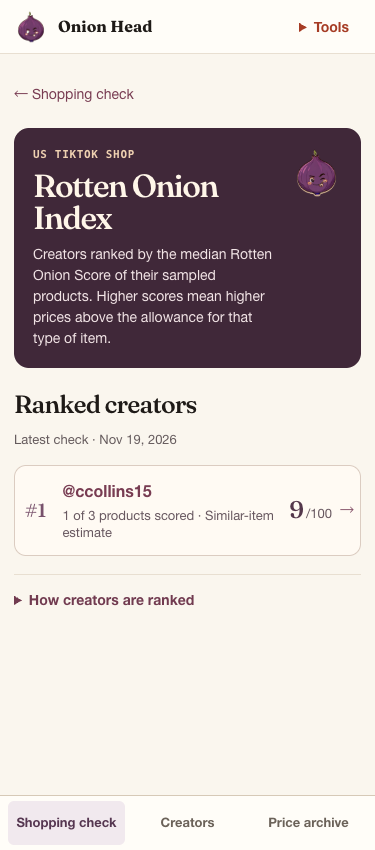 Onion Head
▶ Tools
← Shopping check
US TIKTOK SHOP
Rotten Onion
Index
Creators ranked by the median Rotten
Onion Score of their sampled
products. Higher scores mean higher
prices above the allowance for that
type of item.
Ranked creators
Latest check · Nov 19, 2026
#1
@ccollins15
1 of 3 products scored · Similar-item
estimate
9/100 →
▶ How creators are ranked
Shopping check
Creators
Price archive